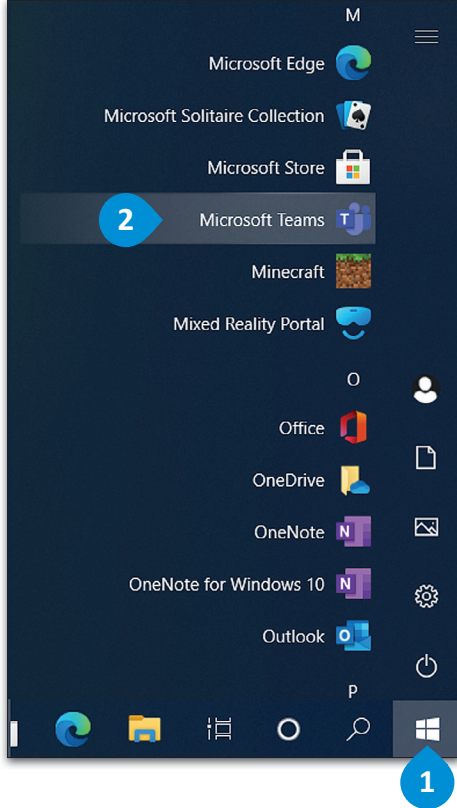 M
Microsoft Edge
Microsoft Solitaire Collection
Microsoft Store
2
Microsoft Teams
T
Minecraft
Mixed Reality Portal
O
Office
OneDrive
OneNote
N
OneNote for Windows 10
N
Outlook
O
P
1